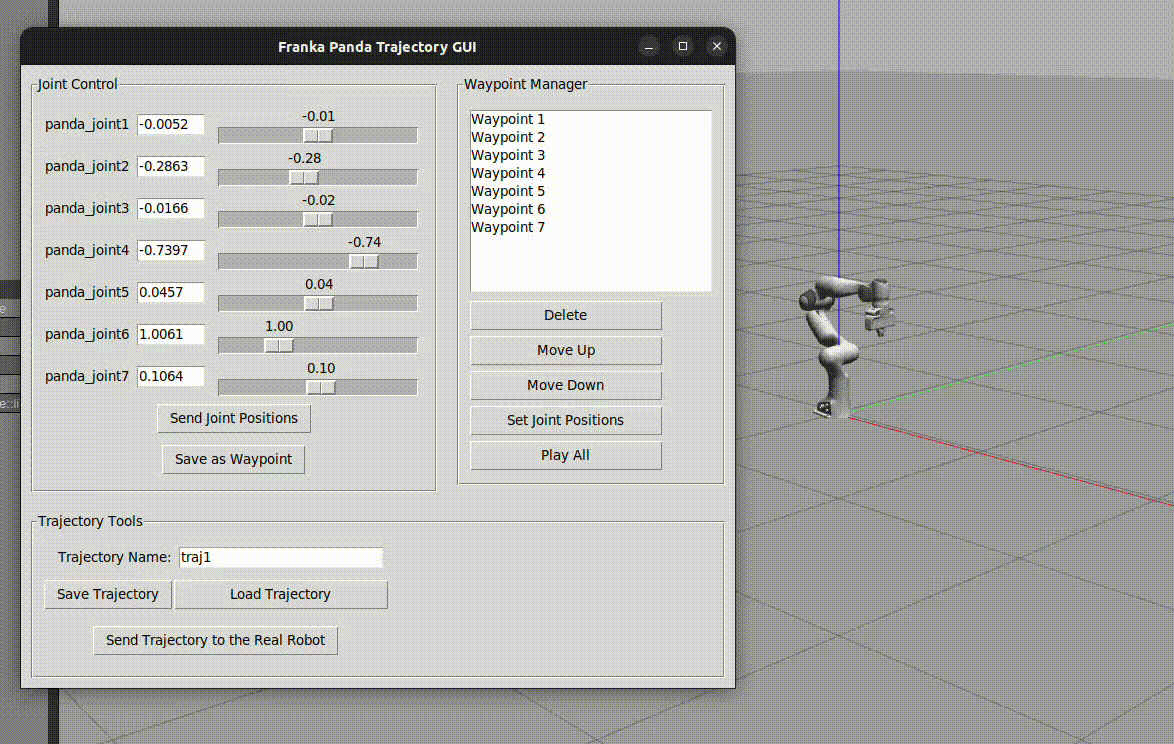 Franka Panda Trajectory GUI
Joint Control
panda_joint1 -0.0052 -0.01
panda_joint2 -0.2863 -0.28
panda_joint3 -0.0166 -0.02
panda_joint4 -0.7397 -0.74
panda_joint5 0.0457 0.04
panda_joint6 1.0061 1.00
panda_joint7 0.1064 0.10
Send Joint Positions
Save as Waypoint
Waypoint Manager
Waypoint 1
Waypoint 2
Waypoint 3
Waypoint 4
Waypoint 5
Waypoint 6
Waypoint 7
Delete
Move Up
Move Down
Set Joint Positions
Play All
Trajectory Tools
Trajectory Name: traj1
Save Trajectory Load Trajectory
Send Trajectory to the Real Robot